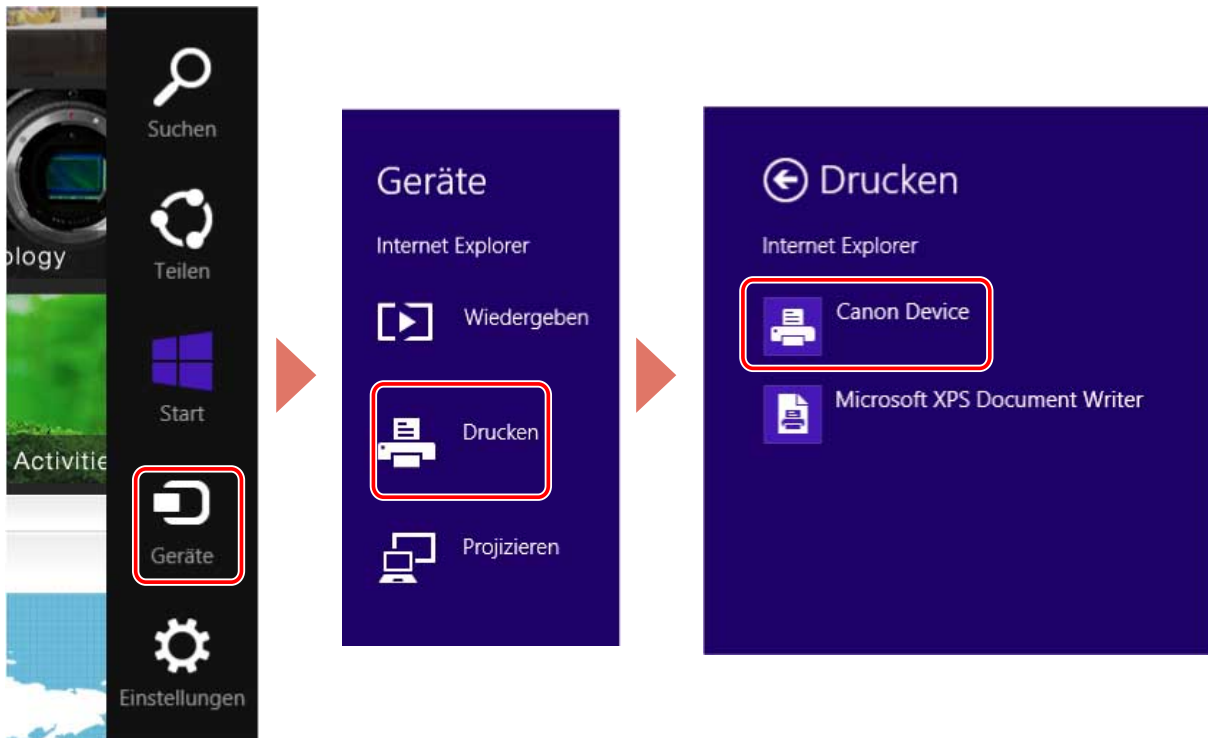 ology
Activitie
Suchen
Teilen
Start
Geräte
Einstellungen
Geräte
Internet Explorer
Wiedergeben
Drucken
Projizieren
Drucken
Internet Explorer
Canon Device
Microsoft XPS Document Writer